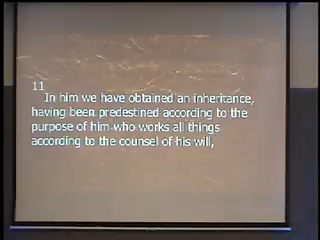 11
In him we have obtained an inheritance,
having been predestined according to the
purpose of him who works all things
according to the counsel of his will,